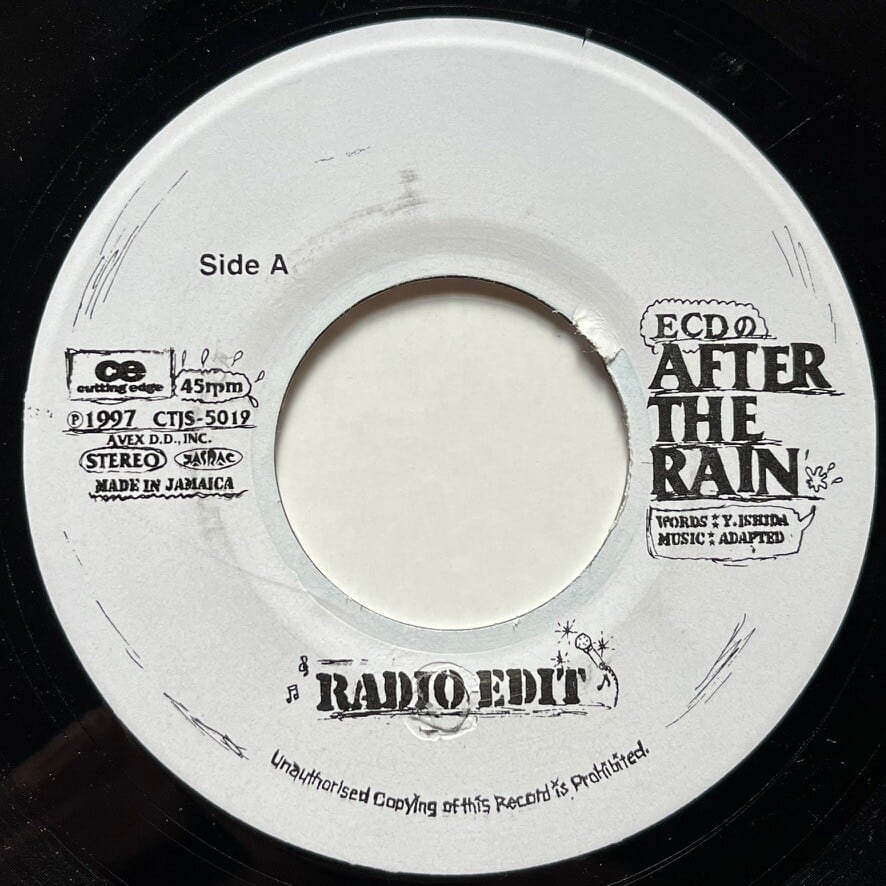 Side A
ce
cutting edge
45rpm
℗1997 CTJS-5019
AVEX D.D., INC.
STEREO JASRAC
MADE IN JAMAICA
ECDの
AFTER
THE
RAIN
WORDS : Y. ISHIDA
MUSIC : ADAPTED
RADIO EDIT
Unauthorised Copying of this Record is Prohibited.